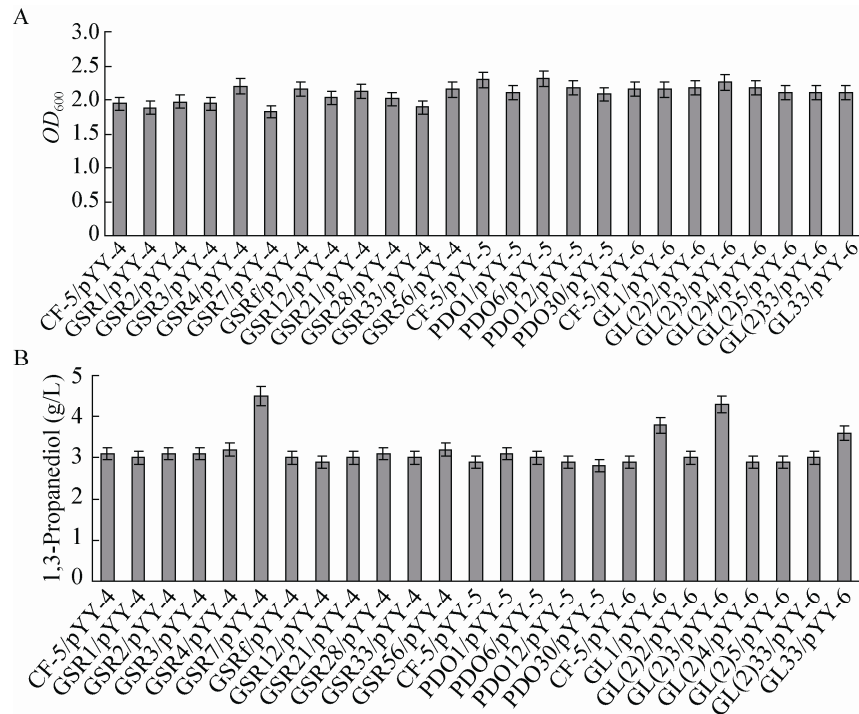 A
3.0
2.5
2.0
1.5
1.0
0.5
0
OD600
CF-5/pYY-4
GSR1/pYY-4
GSR2/pYY-4
GSR3/pYY-4
GSR4/pYY-4
GSR7/pYY-4
GSRf/pYY-4
GSR12/pYY-4
GSR21/pYY-4
GSR28/pYY-4
GSR33/pYY-4
GSR56/pYY-4
CF-5/pYY-5
PDO1/pYY-5
PDO6/pYY-5
PDO12/pYY-5
PDO30/pYY-5
CF-5/pYY-6
GL1/pYY-6
GL(2)2/pYY-6
GL(2)3/pYY-6
GL(2)4/pYY-6
GL(2)5/pYY-6
GL(2)33/pYY-6
GL33/pYY-6
B
5
4
3
2
1
0
1,3-Propanediol (g/L)
CF-5/pYY-4
GSR1/pYY-4
GSR2/pYY-4
GSR3/pYY-4
GSR4/pYY-4
GSR7/pYY-4
GSRf/pYY-4
GSR12/pYY-4
GSR21/pYY-4
GSR28/pYY-4
GSR33/pYY-4
GSR56/pYY-4
CF-5/pYY-5
PDO1/pYY-5
PDO6/pYY-5
PDO12/pYY-5
PDO30/pYY-5
CF-5/pYY-6
GL1/pYY-6
GL(2)2/pYY-6
GL(2)3/pYY-6
GL(2)4/pYY-6
GL(2)5/pYY-6
GL(2)33/pYY-6
GL33/pYY-6